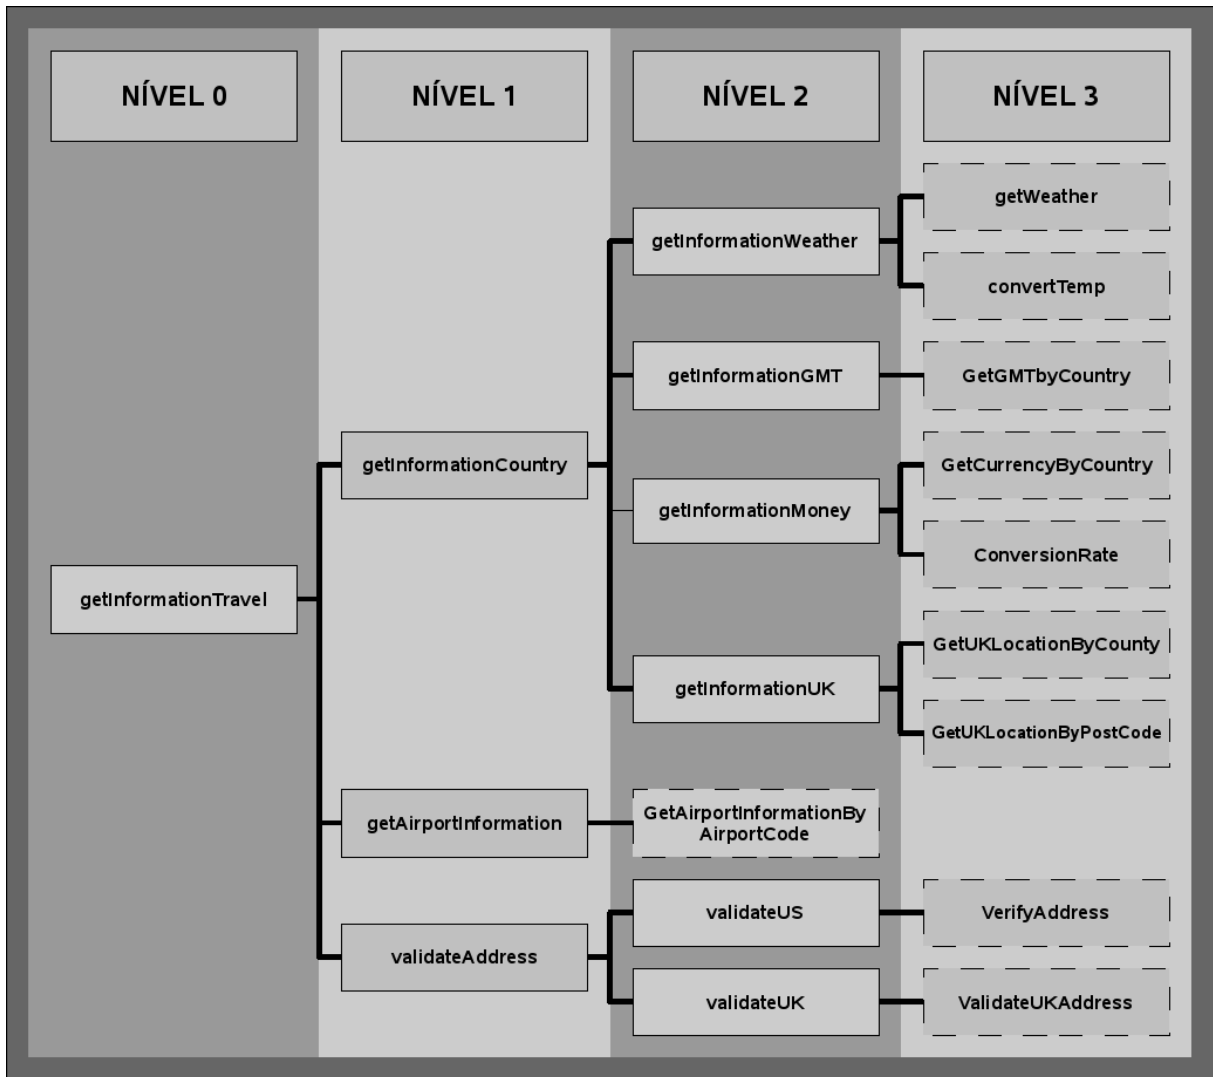 NÍVEL 0
NÍVEL 1
NÍVEL 2
NÍVEL 3
getWeather
getInformationWeather
convertTemp
getInformationGMT
GetGMTbyCountry
getInformationCountry
GetCurrencyByCountry
getInformationMoney
ConversionRate
getInformationTravel
GetUKLocationByCounty
getInformationUK
GetUKLocationByPostCode
getAirportInformation
GetAirportInformationBy
AirportCode
validateUS
VerifyAddress
validateAddress
validateUK
ValidateUKAddress